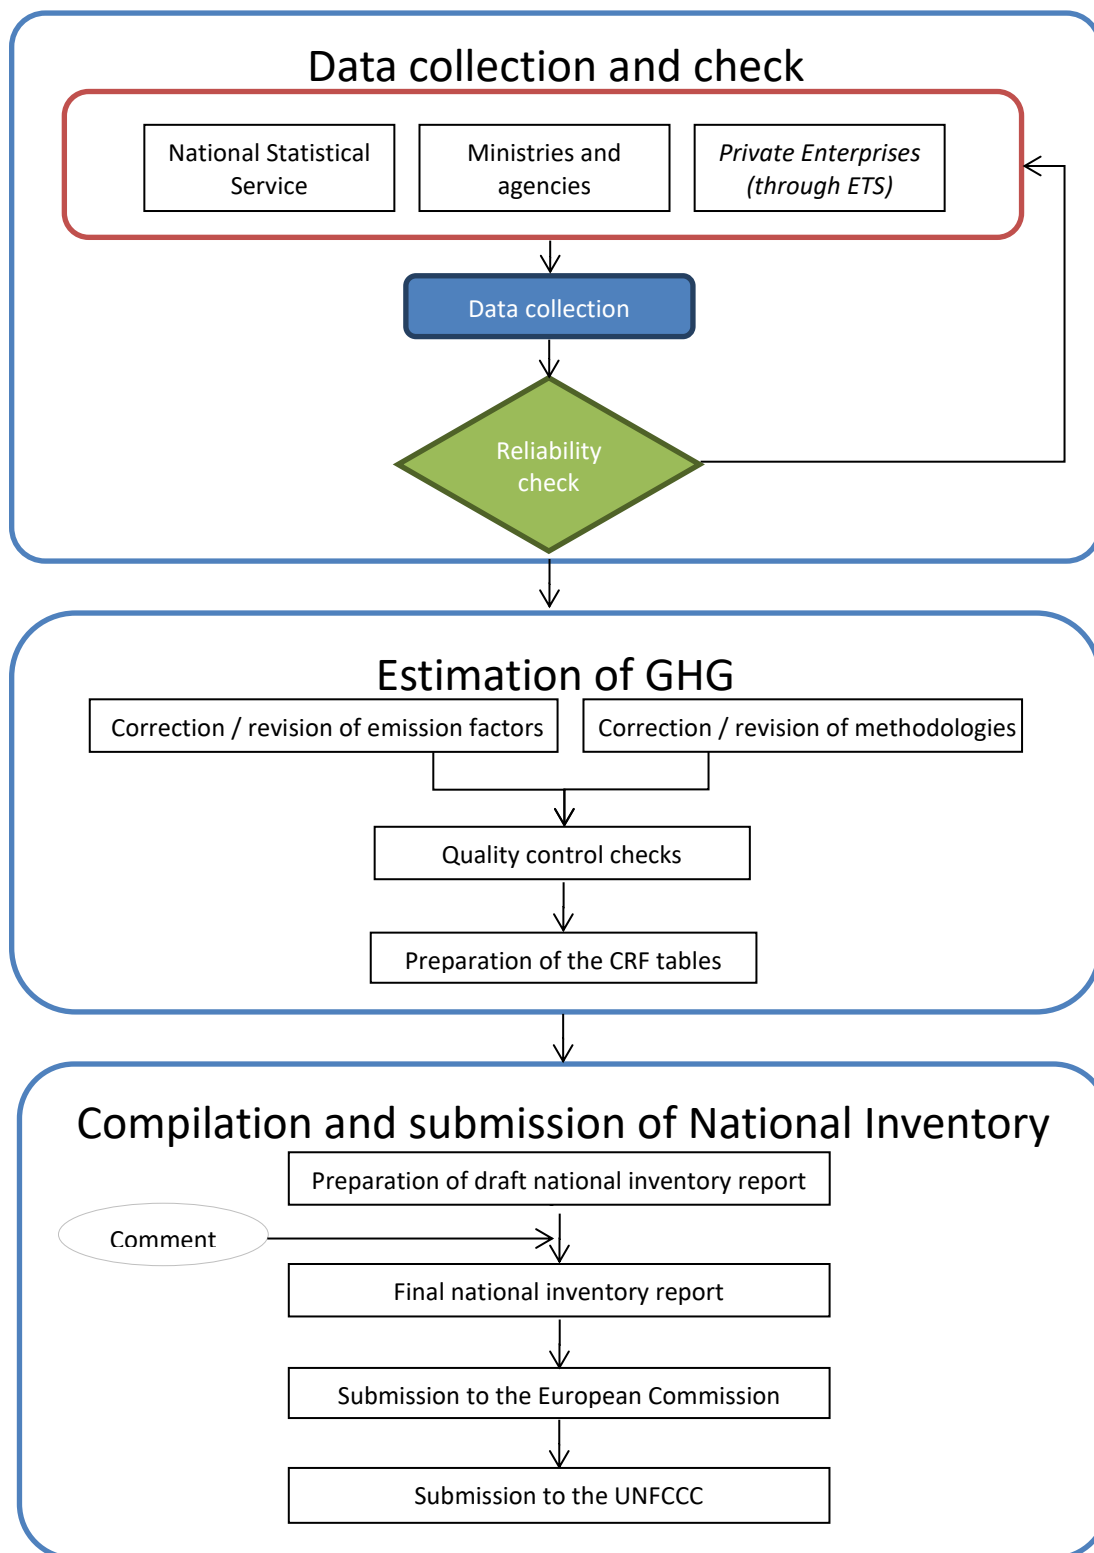 Data collection and check
National Statistical
Service
Ministries and
agencies
Private Enterprises
(through ETS)
Data collection
Reliability
check
Estimation of GHG
Correction / revision of emission factors
Correction / revision of methodologies
Quality control checks
Preparation of the CRF tables
Compilation and submission of National Inventory
Preparation of draft national inventory report
Comment
Final national inventory report
Submission to the European Commission
Submission to the UNFCCC